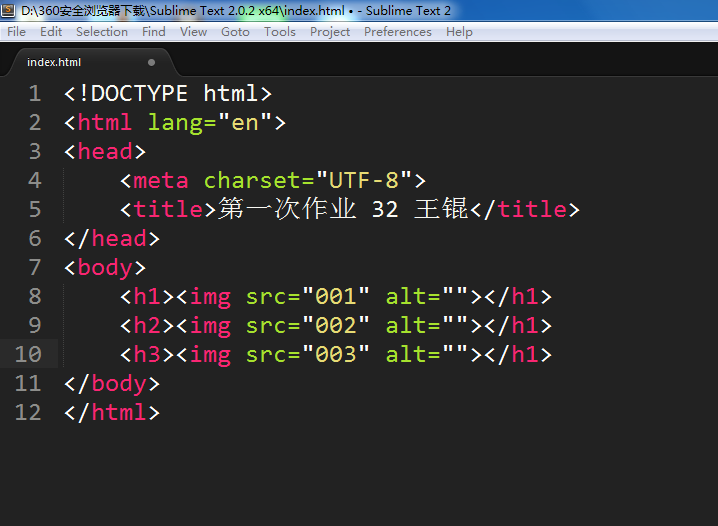 D:\360安全浏览器下载\Sublime Text 2.0.2 x64\index.html • - Sublime Text 2
File Edit Selection Find View Goto Tools Project Preferences Help
index.html
1 <!DOCTYPE html>
2 <html lang="en">
3 <head>
4 <meta charset="UTF-8">
5 <title>第一次作业 32 王锟</title>
6 </head>
7 <body>
8 <h1><img src="001" alt=""></h1>
9 <h2><img src="002" alt=""></h1>
10 <h3><img src="003" alt=""></h1>
11 </body>
12 </html>